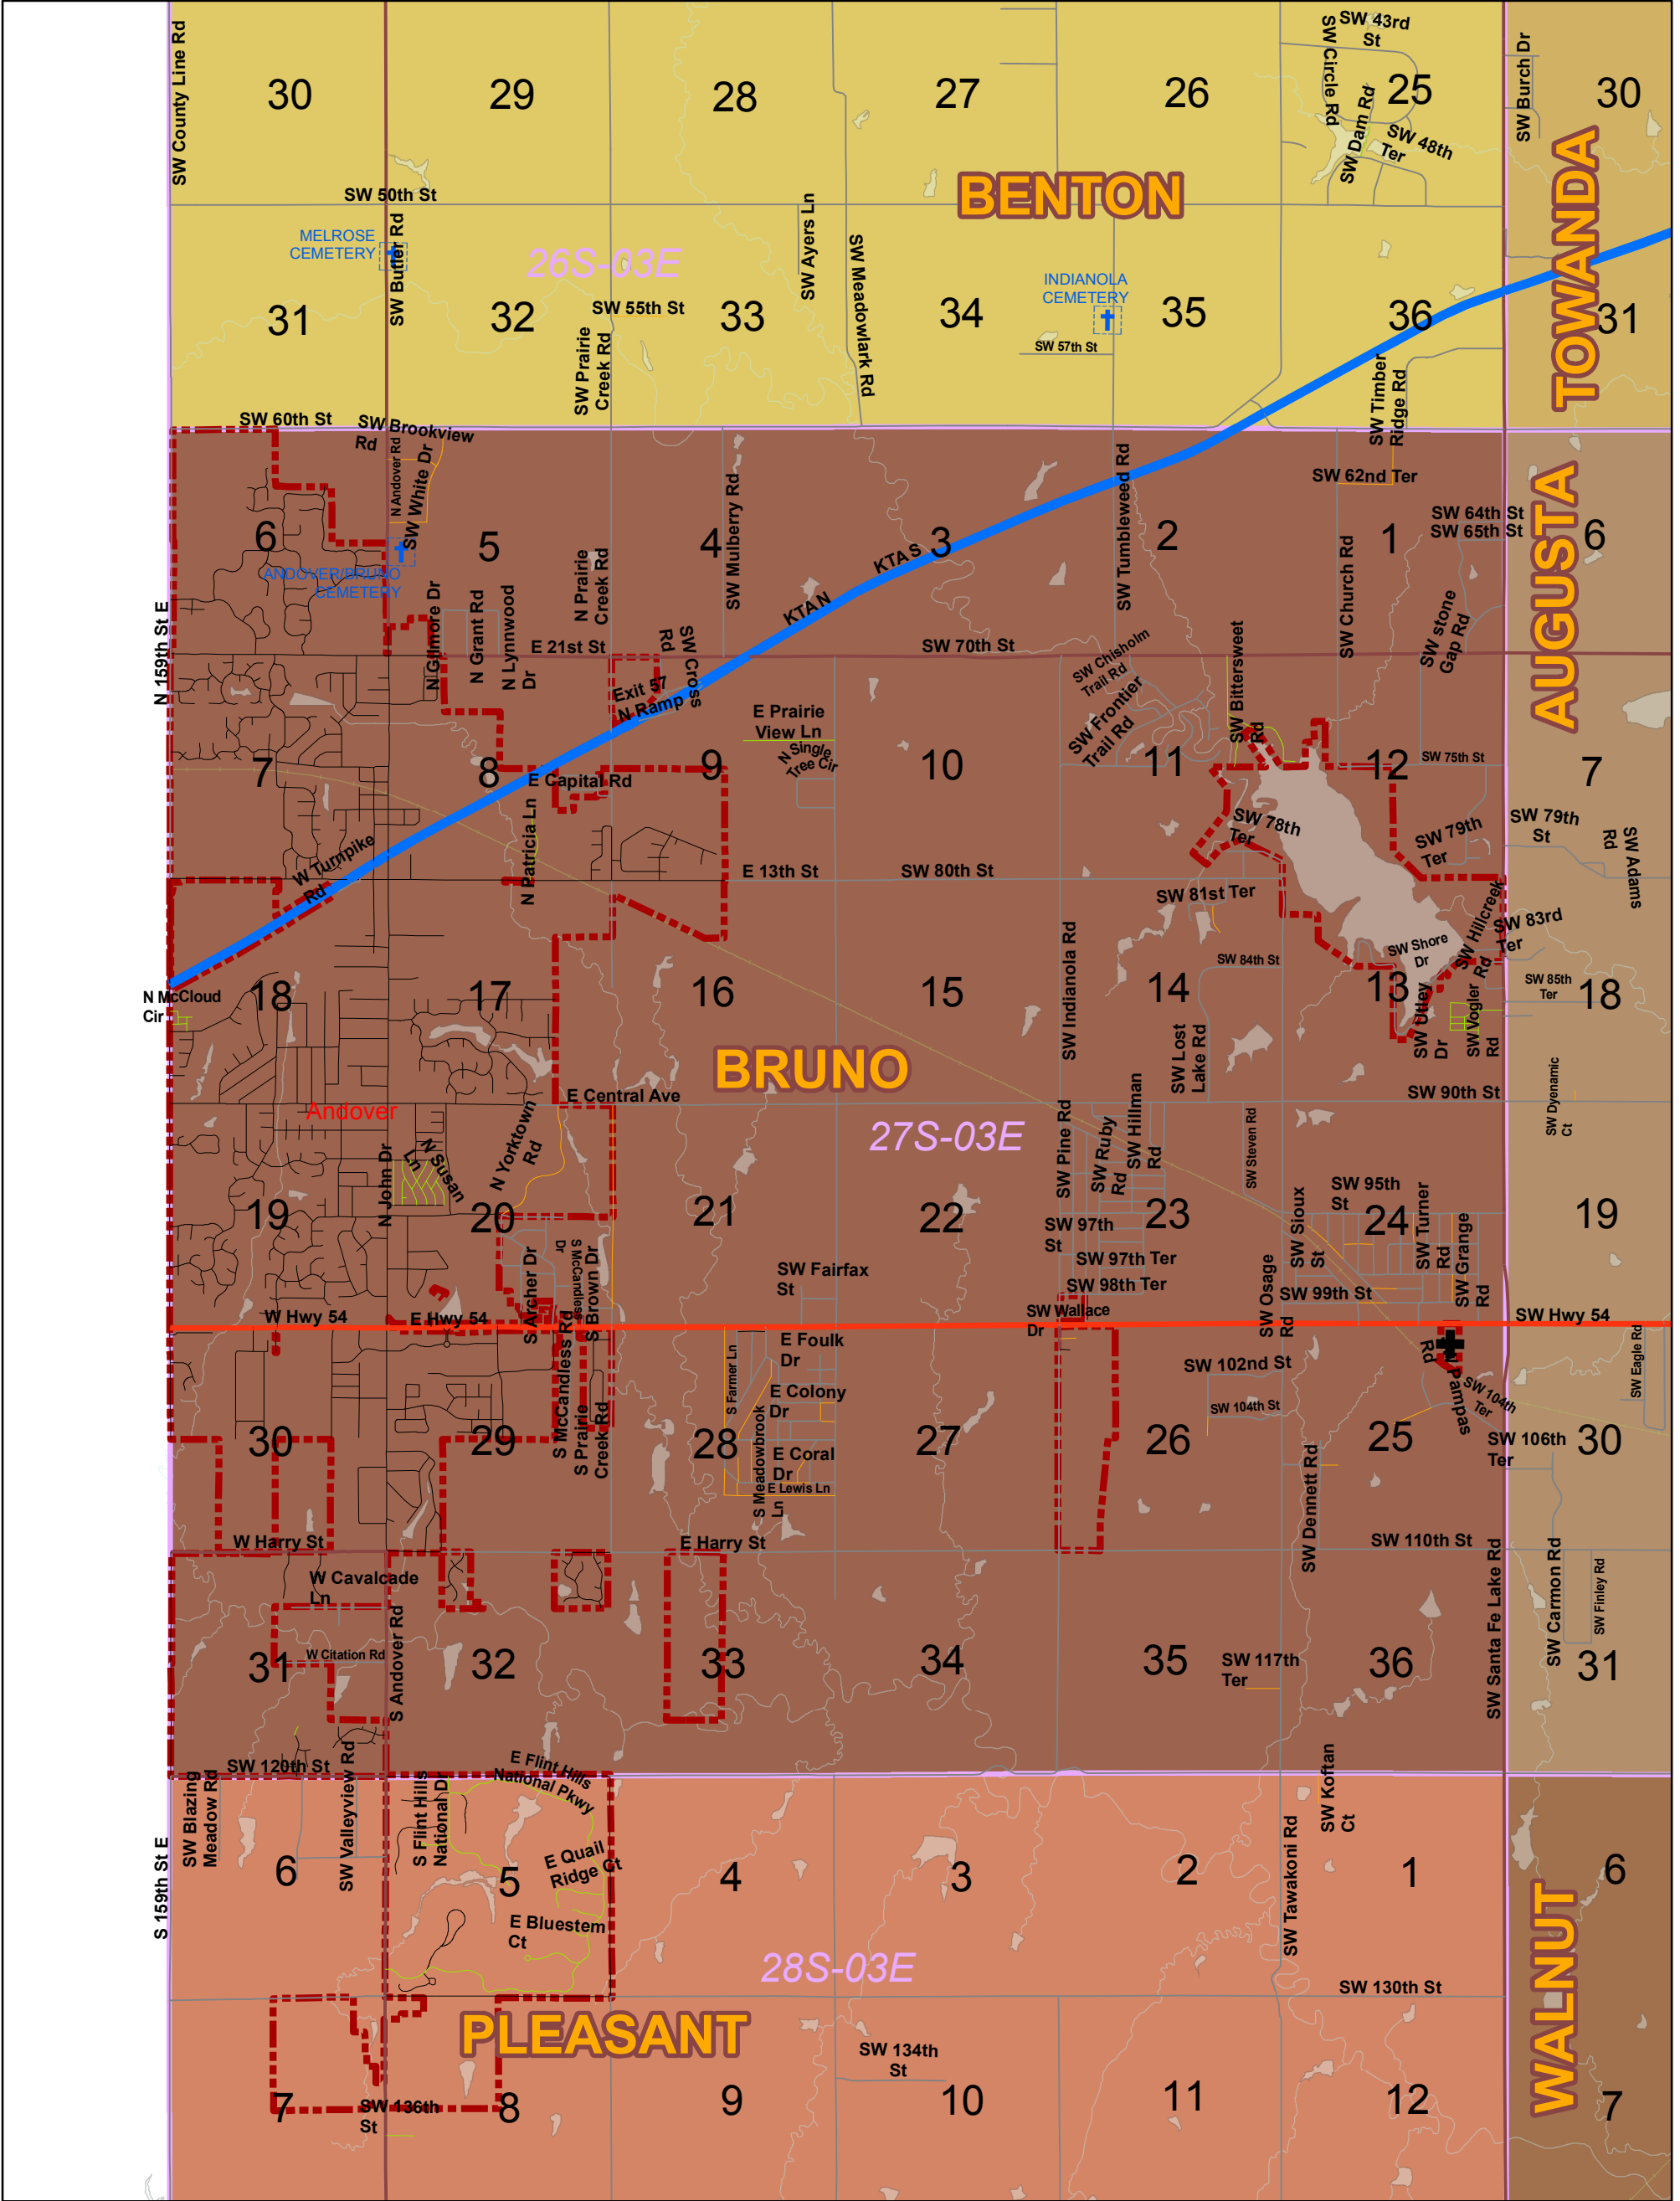 SW County Line Rd
30
29
28
27
26
SW Circle Rd
SW 43rd
St
25
SW Dam Rd
SW 48th
Ter
SW Burch Dr
30
TOWANDA
SW 50th St
BENTON
MELROSE
CEMETERY
SW Butler Rd
26S-03E
SW Ayers Ln
SW Meadowlark Rd
INDIANOLA
CEMETERY
31
32
SW 55th St
33
34
35
36
31
SW Prairie
Creek Rd
SW 57th St
SW Timber
Ridge Rd
SW 60th St
SW Brookview
Rd
N Andover Rd
SW White Dr
SW Mulberry Rd
SW Tumbleweed Rd
SW 62nd Ter
AUGUSTA
SW 64th St
SW 65th St
6
5
4
3
2
1
6
KTA S
KTA N
ANDOVER/BRUNO
CEMETERY
N Prairie
Creek Rd
SW Church Rd
N 159th St E
N Gilmore Dr
N Grant Rd
N Lynnwood
Dr
E 21st St
SW Cross
Rd
SW 70th St
SW Chisholm
Trail Rd
SW Bittersweet
Rd
SW stone
Gap Rd
Exit 57
N Ramp
E Prairie
View Ln
SW Frontier
Trail Rd
N Single
Tree Cir
7
8
9
10
11
12
7
SW 75th St
E Capital Rd
N Patricia Ln
W Turnpike
Rd
SW 78th
Ter
SW 79th
Ter
SW 79th
St
SW Adams
Rd
E 13th St
SW 80th St
SW 81st Ter
SW Hillcreek
Rd
SW 83rd
Ter
SW Shore
Dr
SW Indianola Rd
SW 84th St
SW 85th
Ter
N McCloud
Cir
18
17
16
15
14
13
18
SW Utley
Dr
SW Vogler
Rd
SW Lost
Lake Rd
BRUNO
E Central Ave
SW 90th St
SW Dyenamic
Ct
Andover
27S-03E
N Susan
Ln
N John Dr
N Yorktown
Rd
SW Pine Rd
SW Ruby
Rd
SW Hillman
Rd
SW Steven Rd
19
20
21
22
23
24
19
SW 95th
St
SW Sioux
St
SW Turner
Rd
SW Grange
Rd
SW 97th
St
SW 97th Ter
SW 98th Ter
S Archer Dr
S McCandless
Dr
S Brown Dr
SW Fairfax
St
SW Osage
Rd
SW 99th St
SW Wallace
Dr
W Hwy 54
E Hwy 54
SW Hwy 54
S McCandless Rd
S Prairie
Creek Rd
S Farmer Ln
E Foulk
Dr
E Colony
Dr
SW 102nd St
SW 104th St
N Pampas
Rd
SW 104th
Ter
SW Eagle Rd
30
29
28
27
26
25
30
SW 106th
Ter
S Meadowbrook
Ln
E Coral
Dr
E Lewis Ln
SW Dennett Rd
W Harry St
E Harry St
SW 110th St
W Cavalcade
Ln
S Andover Rd
SW Santa Fe Lake Rd
SW Carmon Rd
SW Finley Rd
W Citation Rd
31
32
33
34
35
36
31
SW 117th
Ter
SW 120th St
SW Blazing
Meadow Rd
SW Valleyview Rd
S Flint Hills
National Dr
E Flint Hills
National Pkwy
SW Koftan
Ct
S 159th St E
6
5
4
3
2
1
6
E Quail
Ridge Ct
SW Tawakoni Rd
E Bluestem
Ct
28S-03E
WALNUT
SW 130th St
PLEASANT
SW 134th
St
7
8
9
10
11
12
7
SW 136th
St